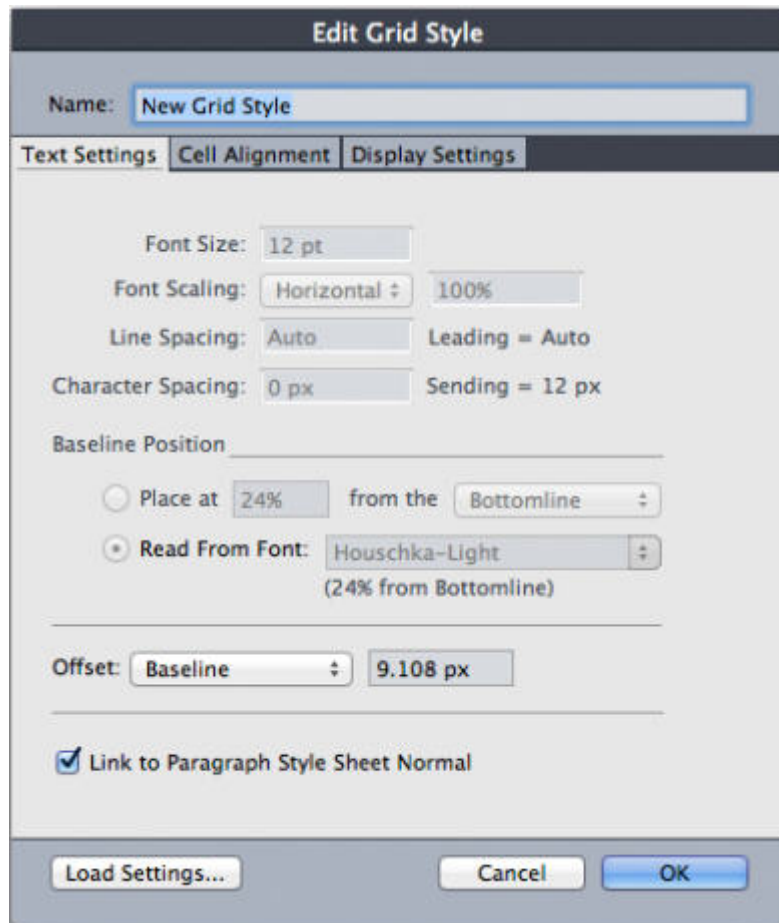 Edit Grid Style
Name: New Grid Style
Text Settings Cell Alignment Display Settings
Font Size: 12 pt
Font Scaling: Horizontal 100%
Line Spacing: Auto Leading = Auto
Character Spacing: 0 px Sending = 12 px
Baseline Position
Place at 24% from the Bottomline
Read From Font: Houschka-Light
(24% from Bottomline)
Offset: Baseline 9.108 px
Link to Paragraph Style Sheet Normal
Load Settings... Cancel OK